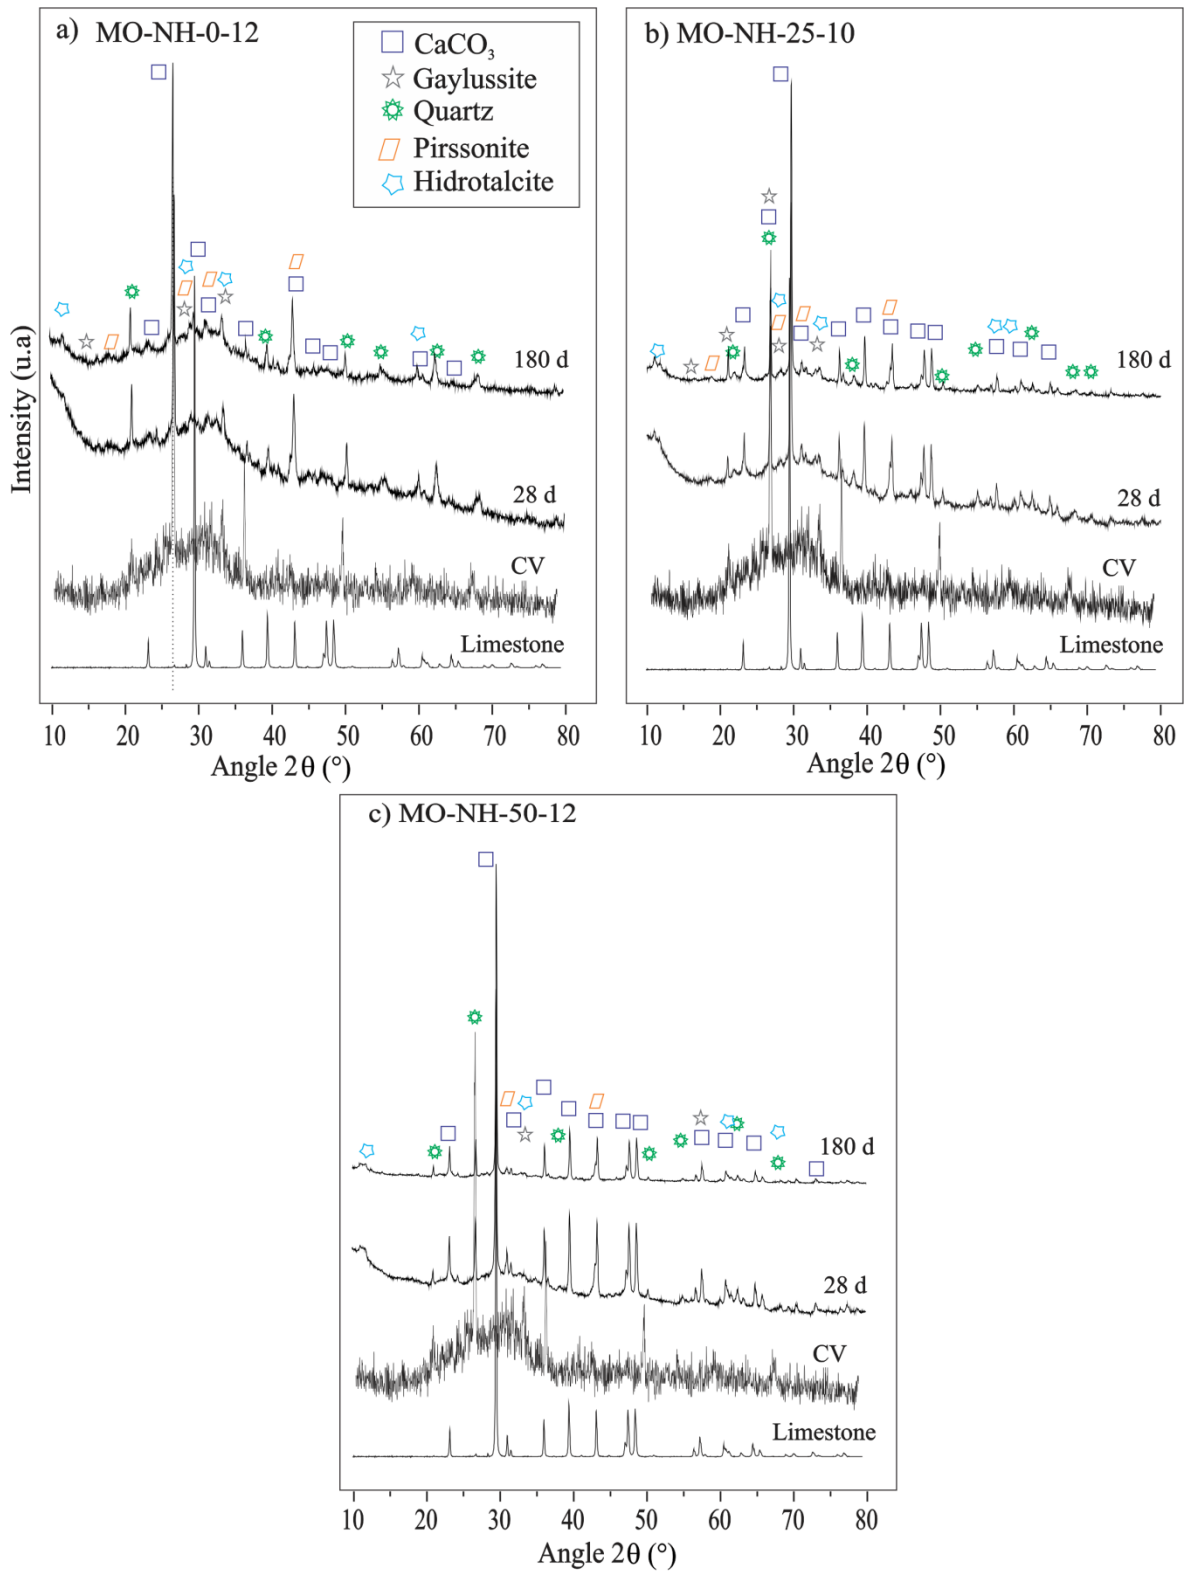 a) MO-NH-0-12
CaCO₃
Gaylussite
Quartz
Pirssonite
Hidrotalcite
Intensity (u.a)
180 d
28 d
CV
Limestone
10 20 30 40 50 60 70 80
Angle 2θ (°)
b) MO-NH-25-10
180 d
28 d
CV
Limestone
10 20 30 40 50 60 70 80
Angle 2θ (°)
c) MO-NH-50-12
180 d
28 d
CV
Limestone
10 20 30 40 50 60 70 80
Angle 2θ (°)